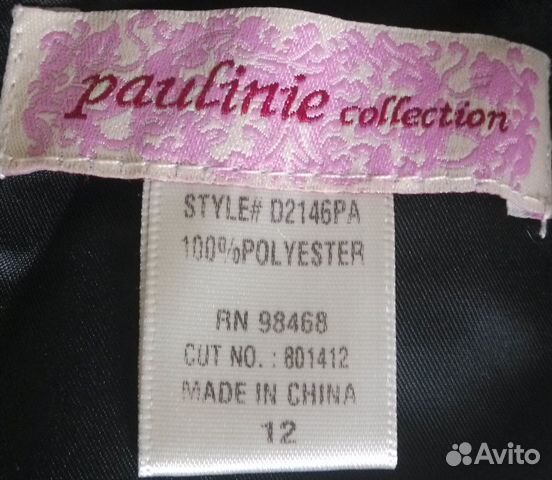 paulinie collection
STYLE# D2146PA
100%POLYESTER
RN 98468
CUT NO.: 801412
MADE IN CHINA
12
Avito